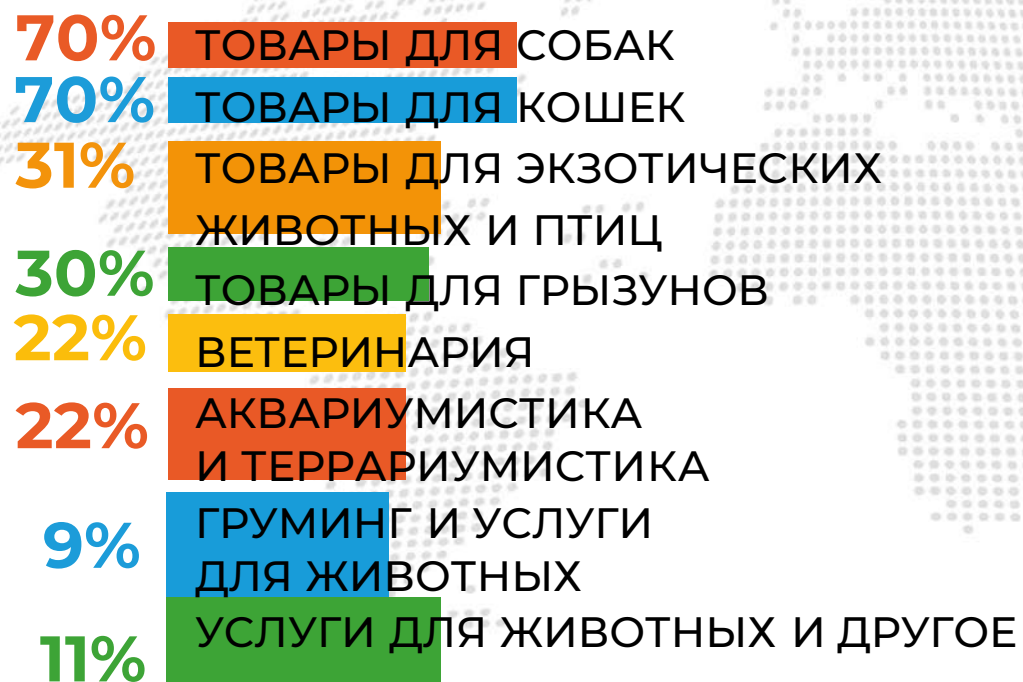 70% ТОВАРЫ ДЛЯ СОБАК
70% ТОВАРЫ ДЛЯ КОШЕК
31% ТОВАРЫ ДЛЯ ЭКЗОТИЧЕСКИХ
ЖИВОТНЫХ И ПТИЦ
30% ТОВАРЫ ДЛЯ ГРЫЗУНОВ
22% ВЕТЕРИНАРИЯ
22% АКВАРИУМИСТИКА
И ТЕРРАРИУМИСТИКА
9% ГРУМИНГ И УСЛУГИ
ДЛЯ ЖИВОТНЫХ
11% УСЛУГИ ДЛЯ ЖИВОТНЫХ И ДРУГОЕ